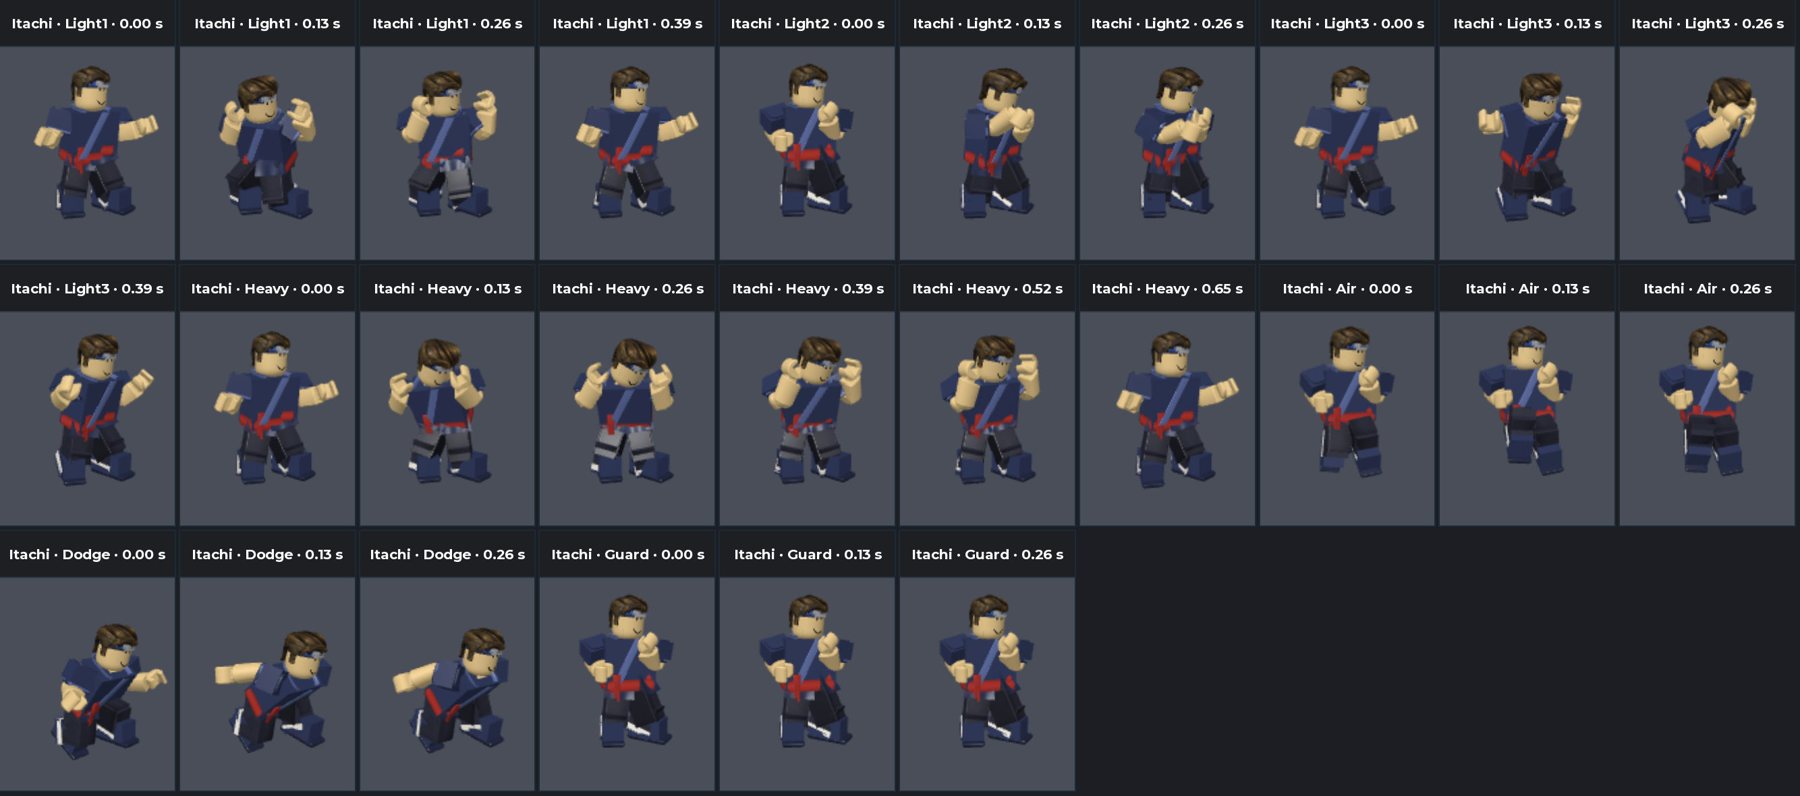 Itachi · Light1 · 0.00 s
Itachi · Light1 · 0.13 s
Itachi · Light1 · 0.26 s
Itachi · Light1 · 0.39 s
Itachi · Light2 · 0.00 s
Itachi · Light2 · 0.13 s
Itachi · Light2 · 0.26 s
Itachi · Light3 · 0.00 s
Itachi · Light3 · 0.13 s
Itachi · Light3 · 0.26 s
Itachi · Light3 · 0.39 s
Itachi · Heavy · 0.00 s
Itachi · Heavy · 0.13 s
Itachi · Heavy · 0.26 s
Itachi · Heavy · 0.39 s
Itachi · Heavy · 0.52 s
Itachi · Heavy · 0.65 s
Itachi · Air · 0.00 s
Itachi · Air · 0.13 s
Itachi · Air · 0.26 s
Itachi · Dodge · 0.00 s
Itachi · Dodge · 0.13 s
Itachi · Dodge · 0.26 s
Itachi · Guard · 0.00 s
Itachi · Guard · 0.13 s
Itachi · Guard · 0.26 s